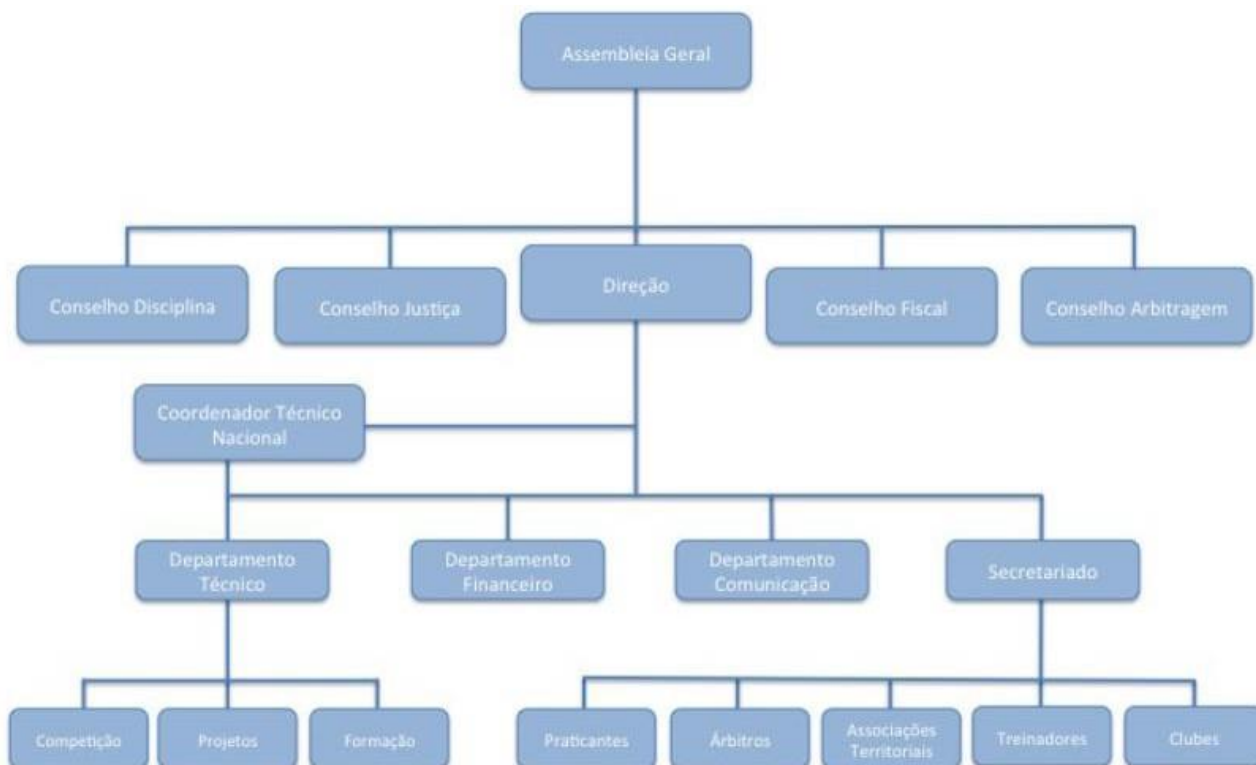 Assembleia Geral
Conselho Disciplina
Conselho Justiça
Direção
Conselho Fiscal
Conselho Arbitragem
Coordenador Técnico
Nacional
Departamento
Técnico
Departamento
Financeiro
Departamento
Comunicação
Secretariado
Competição
Projetos
Formação
Praticantes
Árbitros
Associações
Territoriais
Treinadores
Clubes